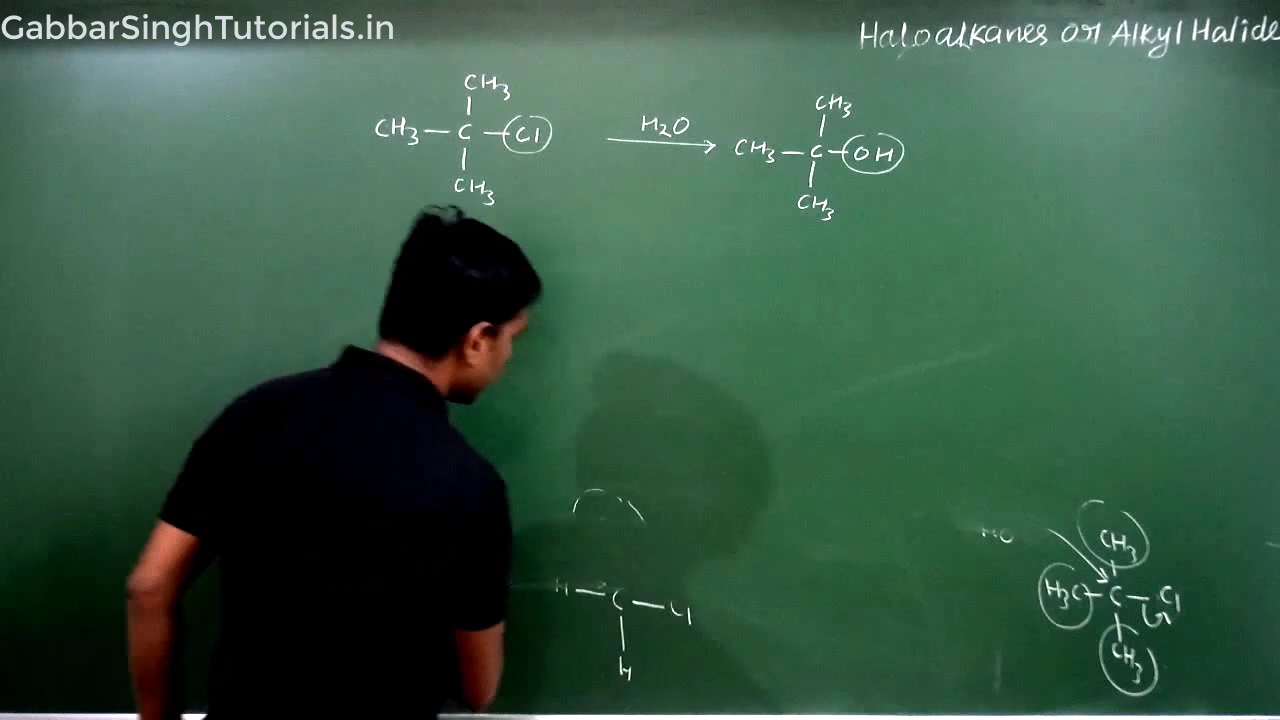 GabbarSinghTutorials.in
Haloalkanes or Alkyl Halide
CH3
CH3 — C — Cl
CH3
H2O
CH3
CH3 — C — OH
CH3
H — C — Cl
H
HO
CH3
H3C — C — Cl
CH3